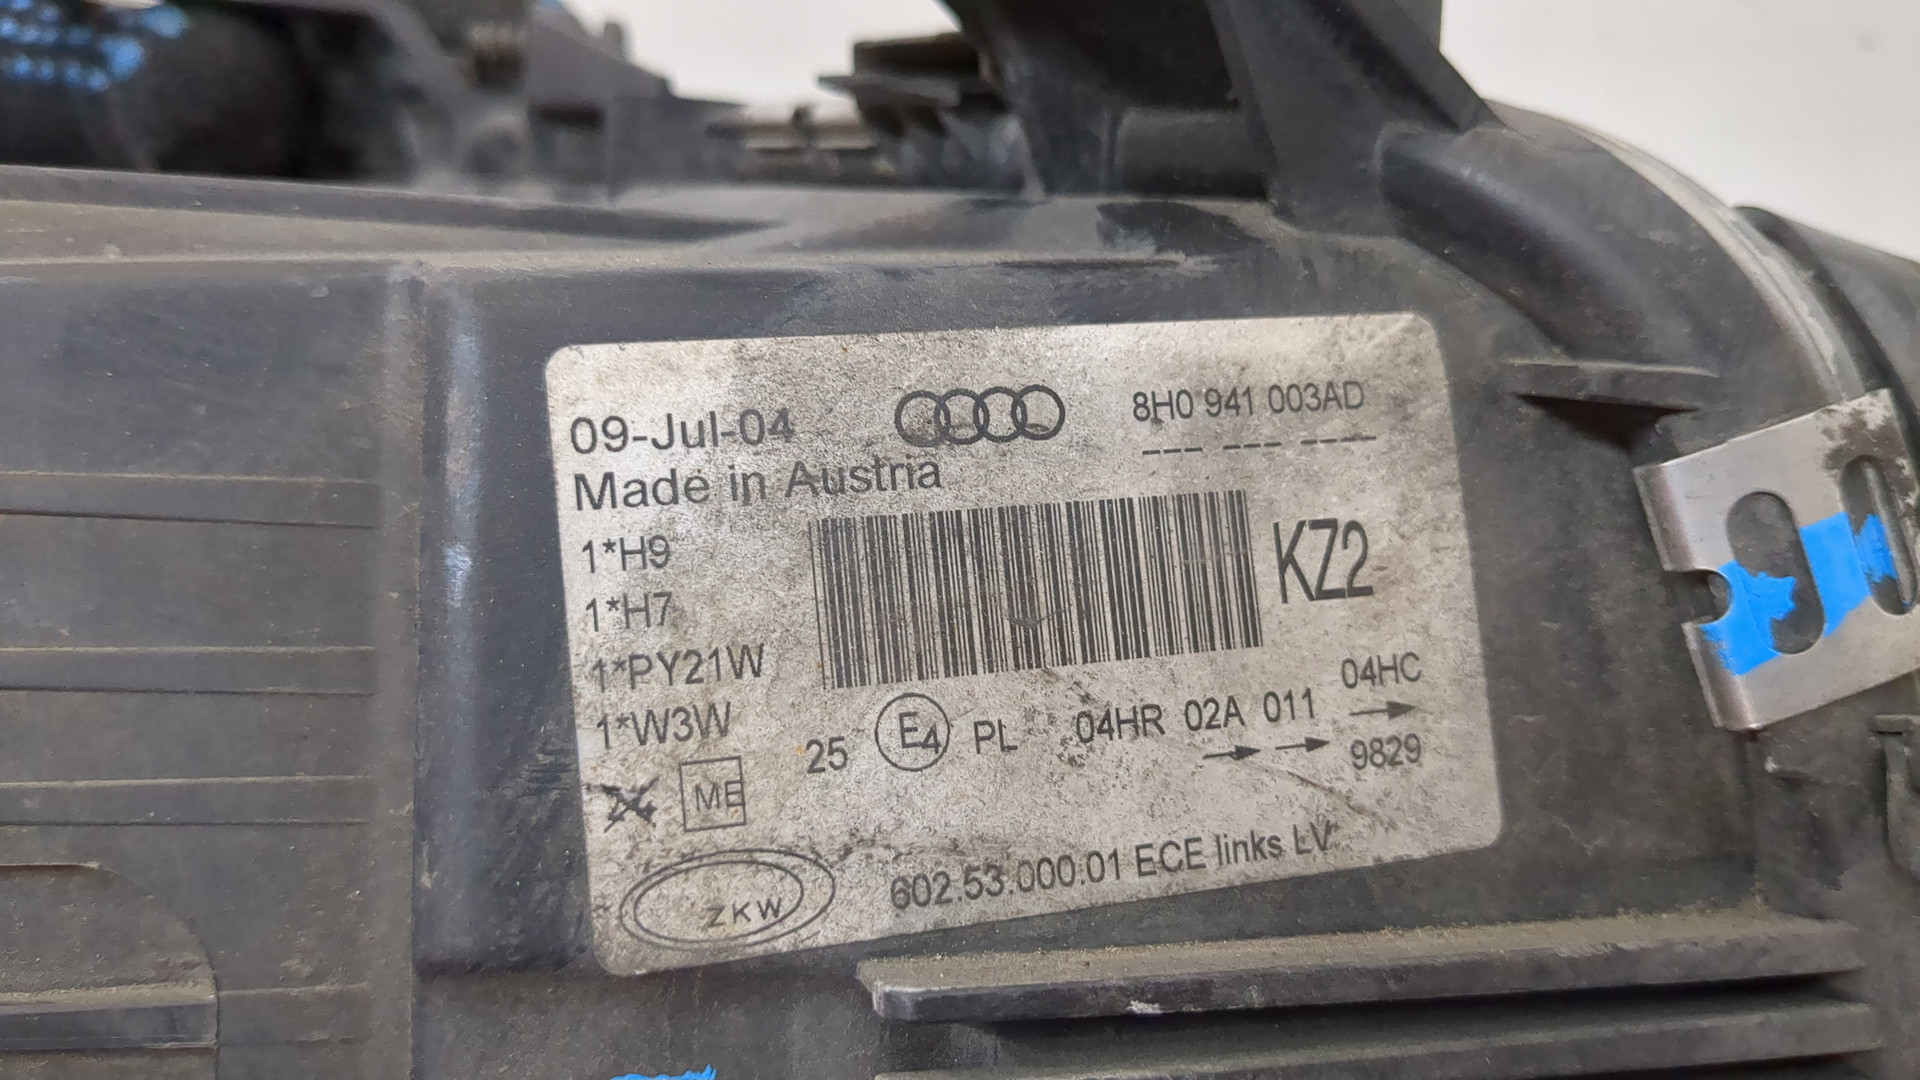 09-Jul-04
8H0 941 003AD
--- --- ----
Made in Austria
1*H9
1*H7
1*PY21W
1*W3W
KZ2
25 E4 PL 04HR 02A 011 04HC
9829
ME
ZKW
602.53.000.01 ECE links LV